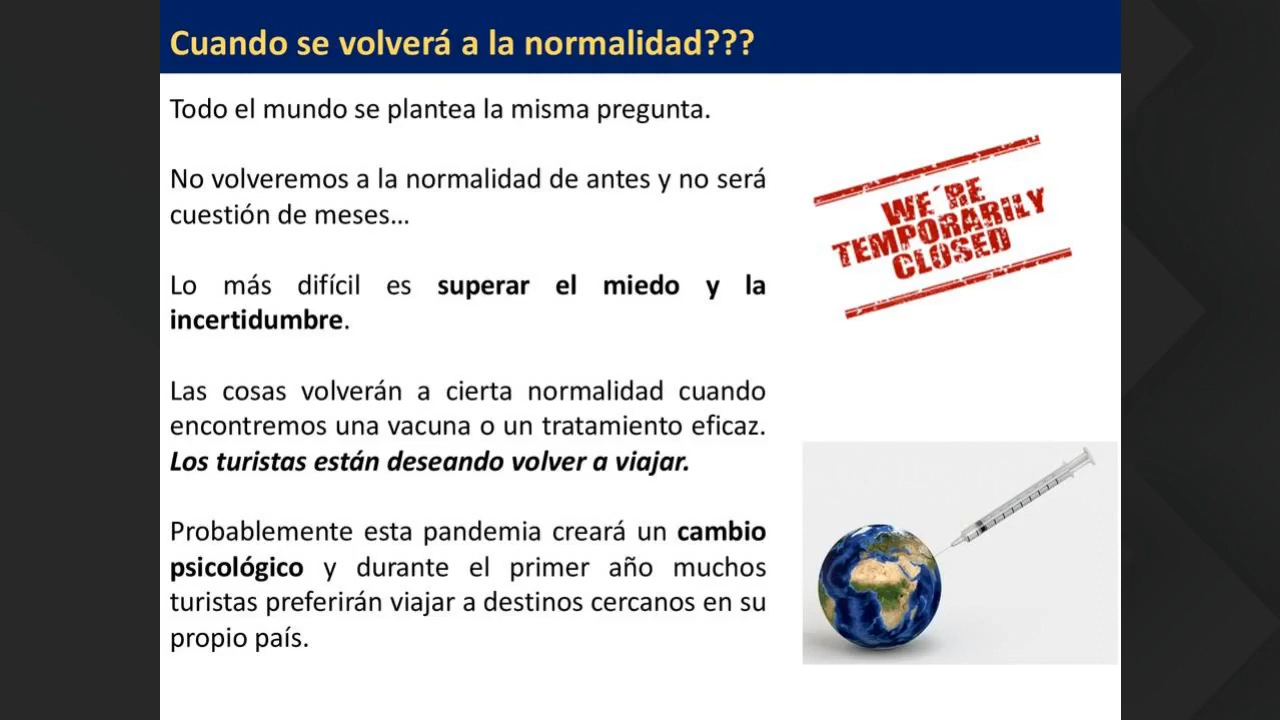 Cuando se volverá a la normalidad???
Todo el mundo se plantea la misma pregunta.
No volveremos a la normalidad de antes y no será
cuestión de meses…
Lo más difícil es superar el miedo y la
incertidumbre.
Las cosas volverán a cierta normalidad cuando
encontremos una vacuna o un tratamiento eficaz.
Los turistas están deseando volver a viajar.
Probablemente esta pandemia creará un cambio
psicológico y durante el primer año muchos
turistas preferirán viajar a destinos cercanos en su
propio país.
WE´RE
TEMPORARILY
CLOSED